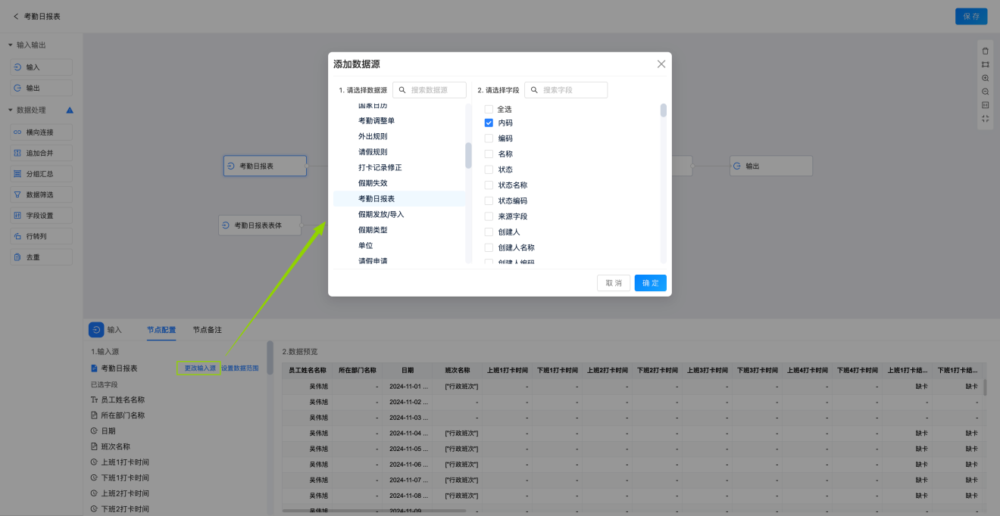 考勤日报表
保 存
输入输出
输入
输出
数据处理
横向连接
追加合并
分组汇总
数据筛选
字段设置
行转列
去重
考勤日报表
考勤日报表表体
输出
添加数据源
1. 请选择数据源
搜索数据源
国家日历
考勤调整单
外出规则
请假规则
打卡记录修正
假期失效
考勤日报表
假期发放/导入
假期类型
单位
请假申请
2. 请选择字段
搜索字段
全选
内码
编码
名称
状态
状态名称
状态编码
来源字段
创建人
创建人名称
创建人编码
取 消
确 定
输入
节点配置
节点备注
1.输入源
考勤日报表
更改输入源
设置数据范围
已选字段
员工姓名名称
所在部门名称
日期
班次名称
上班1打卡时间
下班1打卡时间
上班2打卡时间
下班2打卡时间
2.数据预览
员工姓名名称 所在部门名称 日期 班次名称 上班1打卡时间 下班1打卡时间 上班2打卡时间 下班2打卡时间 上班3打卡时间 下班3打卡时间 上班4打卡时间 下班4打卡时间 上班1打卡结... 下班1打卡结...
吴伟旭 - 2024-11-01 ... ["行政班次"] - - - - - - - - 缺卡 缺卡
吴伟旭 - 2024-11-02 ... - - - - - - - - - - -
吴伟旭 - 2024-11-03 ... - - - - - - - - - - -
吴伟旭 - 2024-11-04 ... ["行政班次"] - - - - - - - - 缺卡 缺卡
吴伟旭 - 2024-11-05 ... ["行政班次"] - - - - - - - - 缺卡 缺卡
吴伟旭 - 2024-11-06 ... ["行政班次"] - - - - - - - - 缺卡 缺卡
吴伟旭 - 2024-11-07 ... ["行政班次"] - - - - - - - - 缺卡 缺卡
吴伟旭 - 2024-11-08 ... ["行政班次"] - - - - - - - - 缺卡 缺卡
吴伟旭 - 2024-11-09